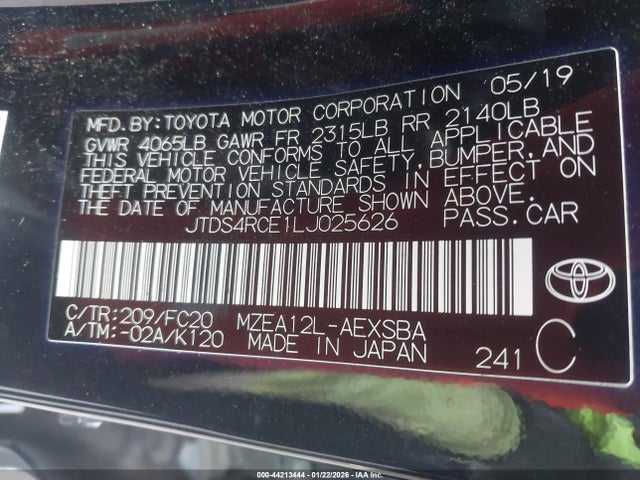 05/19
MFD.BY:TOYOTA MOTOR CORPORATION
GVWR 4065LB GAWR FR 2315LB RR 2140LB
THIS VEHICLE CONFORMS TO ALL APPLICABLE
FEDERAL MOTOR VEHICLE SAFETY,BUMPER,AND
THEFT PREVENTION STANDARDS IN EFFECT ON
THE DATE OF MANUFACTURE SHOWN ABOVE.
JTDS4RCE1LJ025626 PASS.CAR
C/TR:209/FC20 MZEA12L-AEXSBA
A/TM:-02A/K120 MADE IN JAPAN 241 C
000-44213444 - 01/22/2026 - IAA Inc.